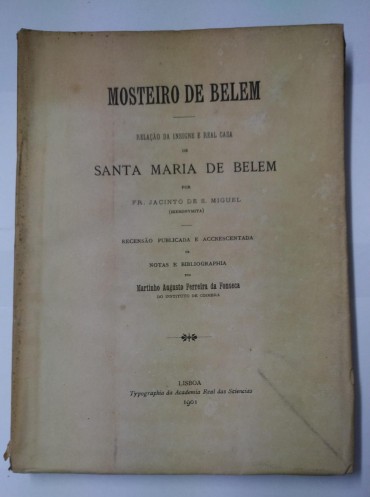 MOSTEIRO DE BELEM
RELAÇÃO DA INSIGNE E REAL CASA
DE
SANTA MARIA DE BELEM
POR
FR. JACINTO DE S. MIGUEL
(JERONYMITA)
RECENSÃO PUBLICADA E ACCRESCENTADA
DE
NOTAS E BIBLIOGRAPHIA
POR
Martinho Augusto Ferreira da Fonseca
DO INSTITUTO DE COIMBRA
LISBOA
Typographia da Academia Real das Sciencias
1901